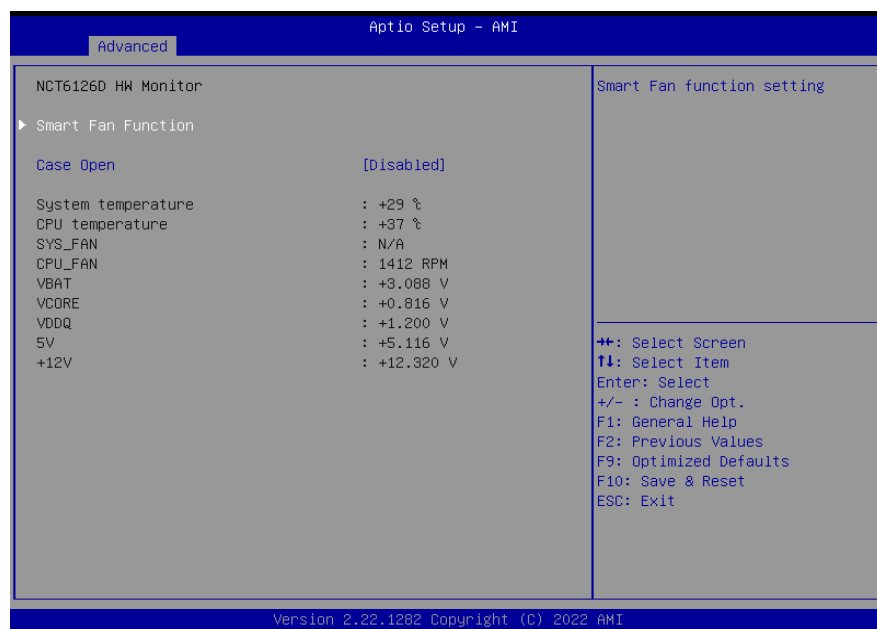 Aptio Setup – AMI
Advanced
NCT6126D HW Monitor
Smart Fan Function
Case Open [Disabled]
System temperature : +29 ℃
CPU temperature : +37 ℃
SYS_FAN : N/A
CPU_FAN : 1412 RPM
VBAT : +3.088 V
VCORE : +0.816 V
VDDQ : +1.200 V
5V : +5.116 V
+12V : +12.320 V
Smart Fan function setting
→←: Select Screen
↑↓: Select Item
Enter: Select
+/- : Change Opt.
F1: General Help
F2: Previous Values
F9: Optimized Defaults
F10: Save & Reset
ESC: Exit
Version 2.22.1282 Copyright (C) 2022 AMI